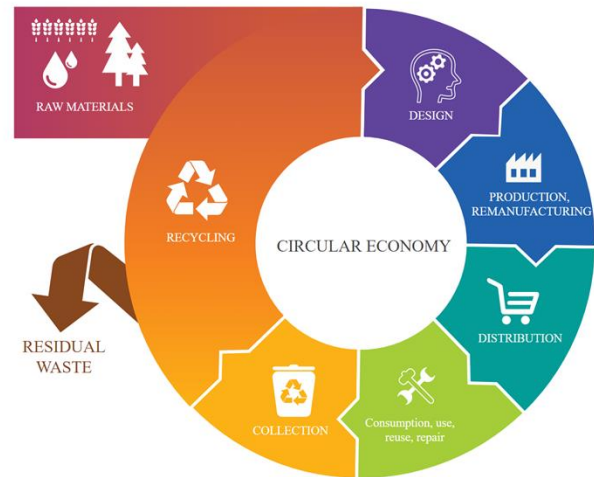 RAW MATERIALS
DESIGN
PRODUCTION,
REMANUFACTURING
DISTRIBUTION
Consumption, use,
reuse, repair
COLLECTION
RECYCLING
CIRCULAR ECONOMY
RESIDUAL
WASTE